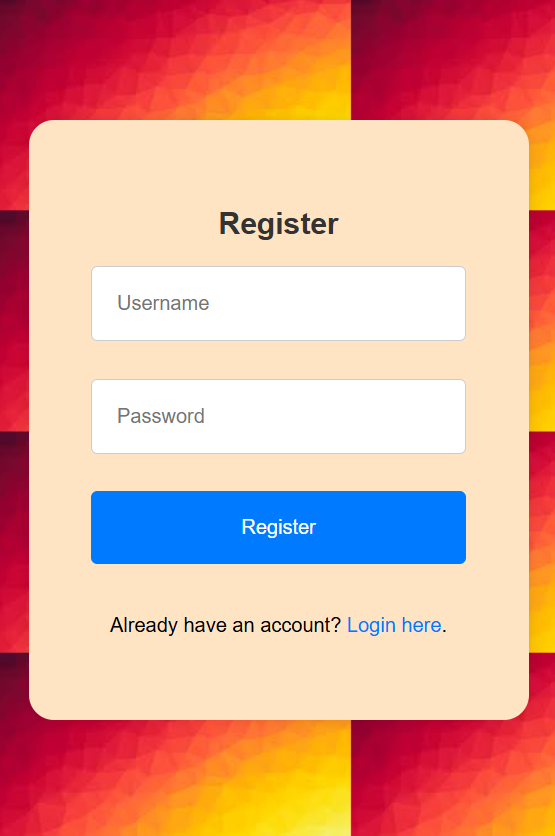 Register
Username
Password
Register
Already have an account? Login here.